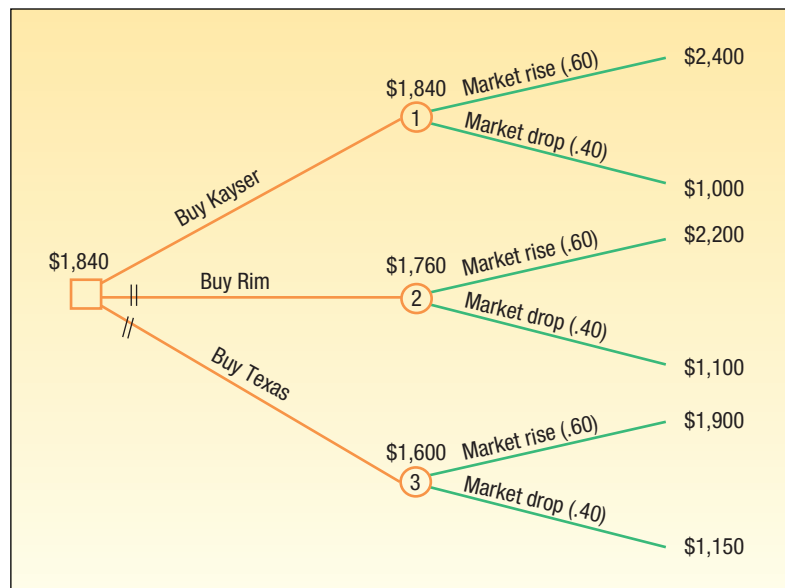 $2,400
Market rise (.60)
$1,840
1
Market drop (.40)
$1,000
Buy Kayser
$2,200
Market rise (.60)
$1,840
$1,760
Buy Rim
2
Market drop (.40)
$1,100
Buy Texas
$1,900
Market rise (.60)
$1,600
3
Market drop (.40)
$1,150